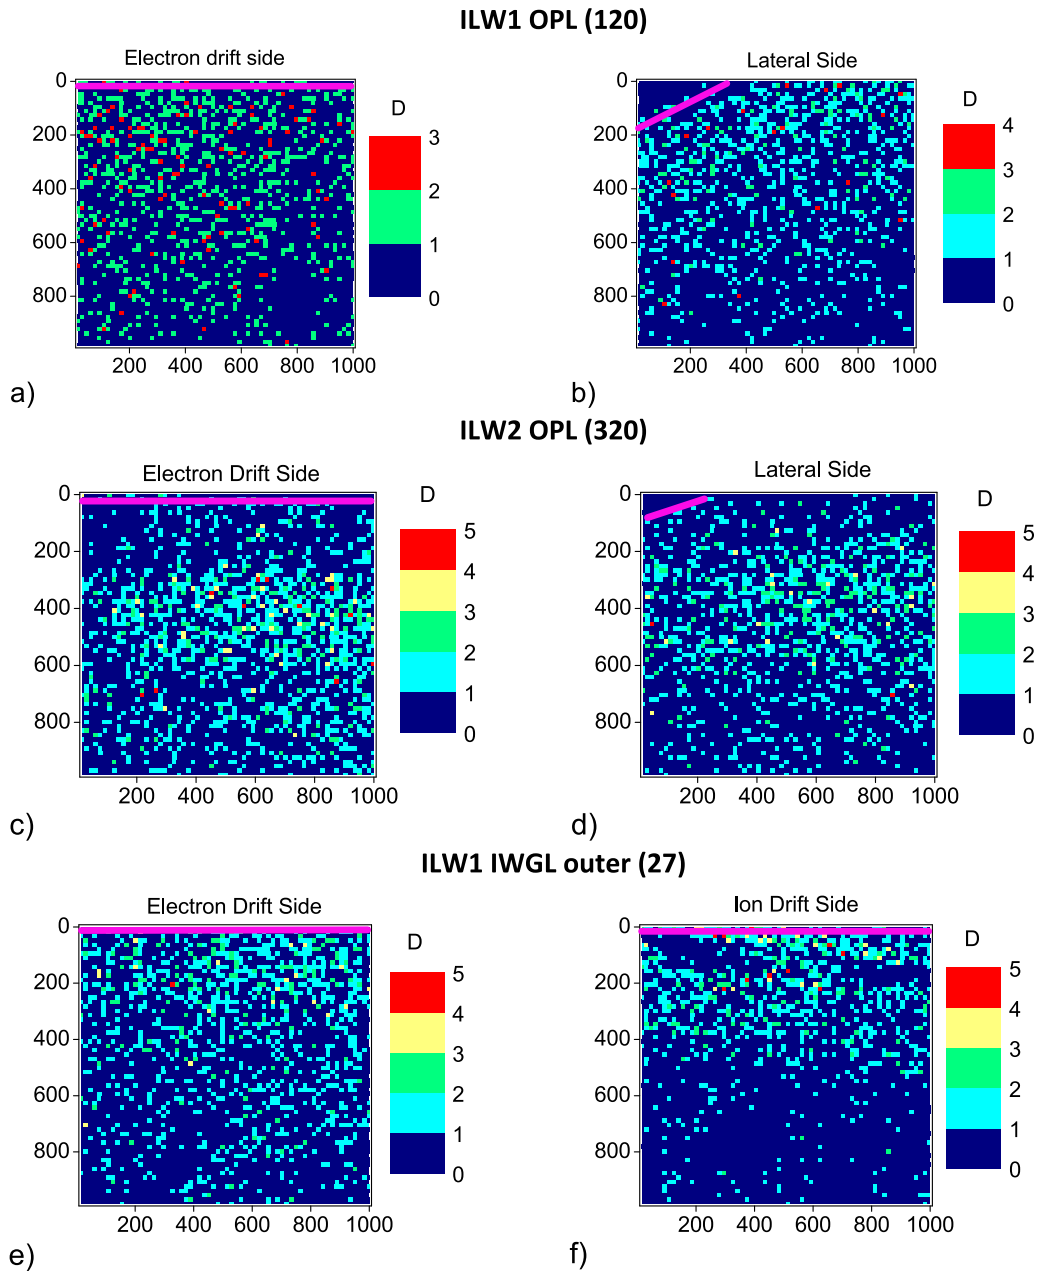 ILW1 OPL (120)
Electron drift side
Lateral Side
0
200
400
600
800
200 400 600 800 1000
D
3
2
1
0
0
200
400
600
800
200 400 600 800 1000
D
4
3
2
1
0
a)
b)
ILW2 OPL (320)
Electron Drift Side
Lateral Side
0
200
400
600
800
200 400 600 800 1000
D
5
4
3
2
1
0
0
200
400
600
800
200 400 600 800 1000
D
5
4
3
2
1
0
c)
d)
ILW1 IWGL outer (27)
Electron Drift Side
Ion Drift Side
0
200
400
600
800
200 400 600 800 1000
D
5
4
3
2
1
0
0
200
400
600
800
200 400 600 800 1000
D
5
4
3
2
1
0
e)
f)